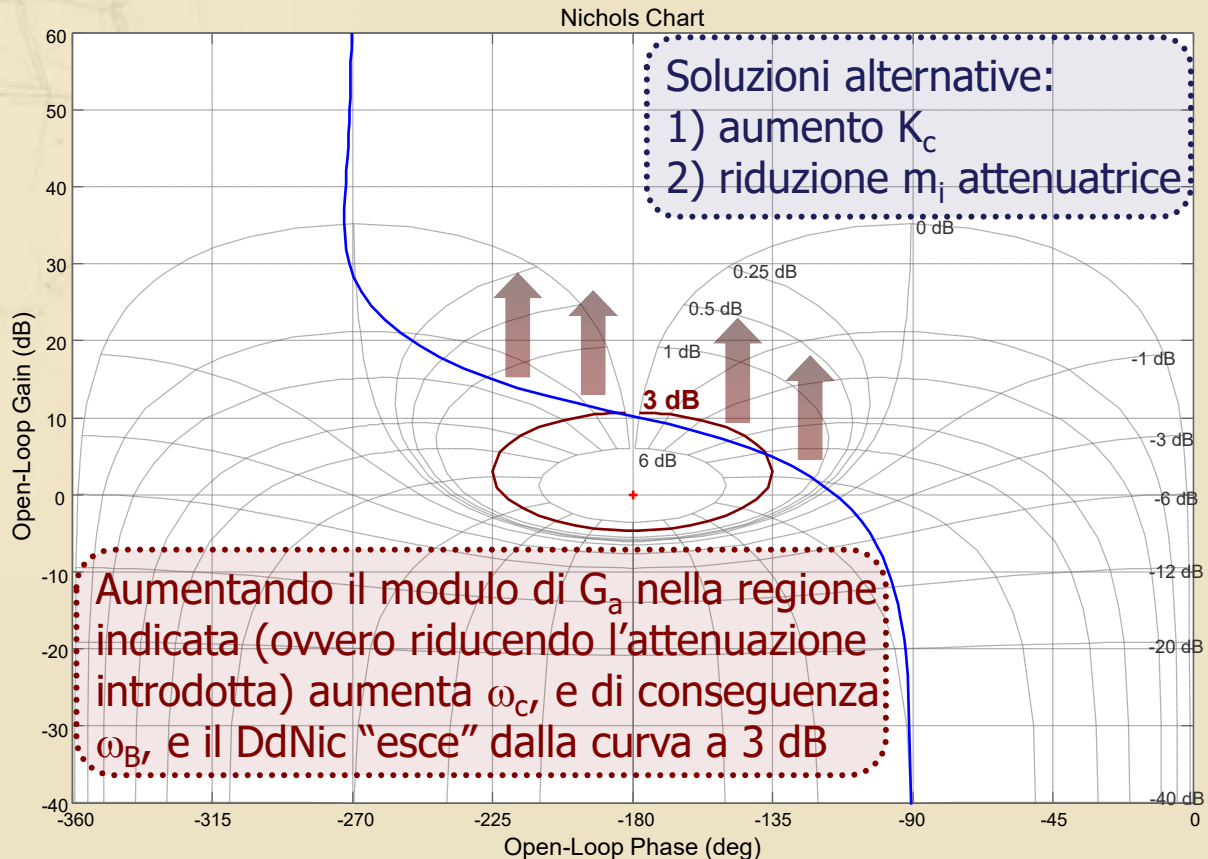 Nichols Chart
Soluzioni alternative:
1) aumento Kc
2) riduzione mi attenuatrice
60
50
40
30
20
10
0
-10
-20
-30
-40
Open-Loop Gain (dB)
0 dB
0.25 dB
0.5 dB
1 dB
3 dB
6 dB
-1 dB
-3 dB
-6 dB
-12 dB
-20 dB
-40 dB
Aumentando il modulo di Ga nella regione
indicata (ovvero riducendo l'attenuazione
introdotta) aumenta ωc, e di conseguenza
ωB, e il DdNic “esce” dalla curva a 3 dB
-360
-315
-270
-225
-180
-135
-90
-45
0
Open-Loop Phase (deg)